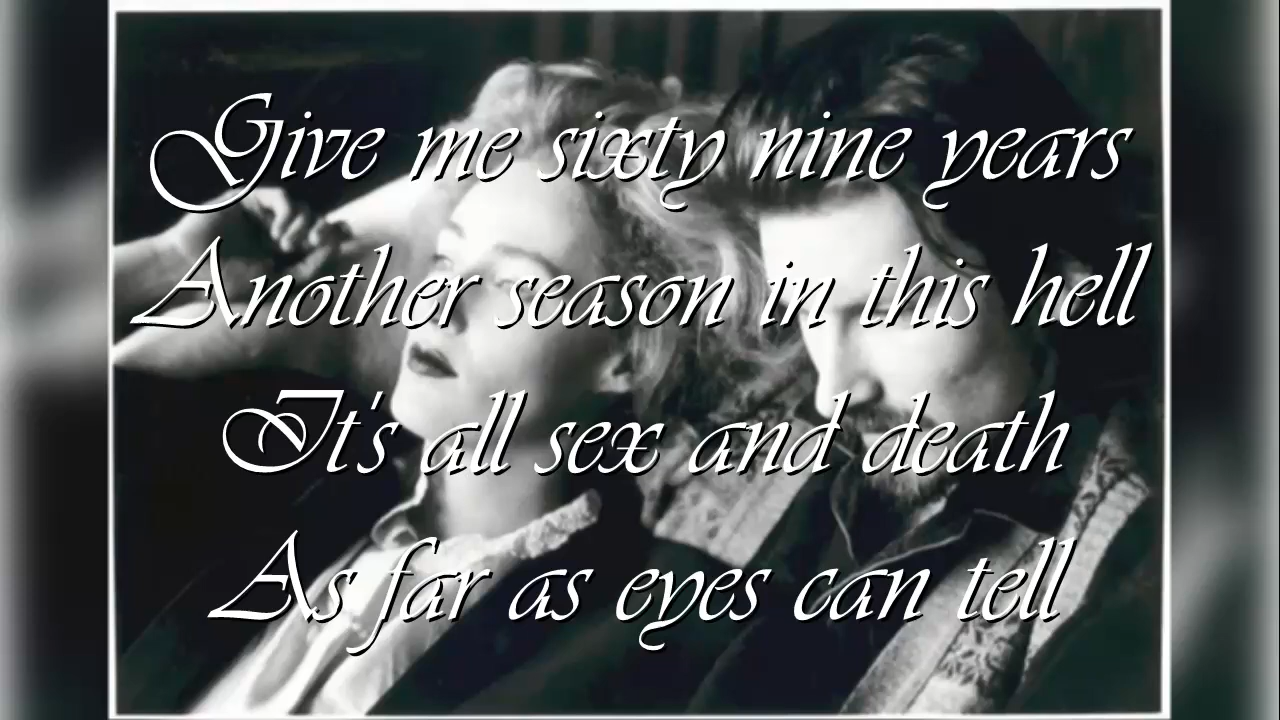 Give me sixty nine years
Another season in this hell
It's all sex and death
As far as eyes can tell